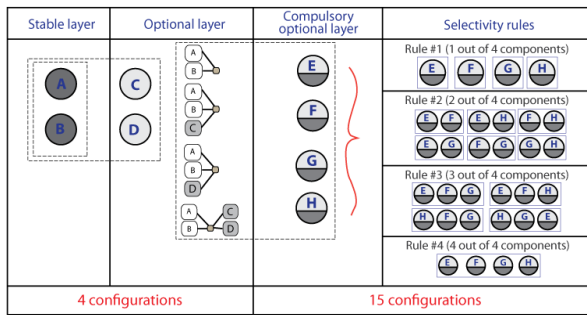 Stable layer
Optional layer
Compulsory
optional layer
Selectivity rules
A
B
C
D
A
B
A
B
C
A
B
D
A
B
C
D
E
F
G
H
Rule #1 (1 out of 4 components)
E F G H
Rule #2 (2 out of 4 components)
E F E H F H
E G F G G H
Rule #3 (3 out of 4 components)
E F G E F H
H F G H G E
Rule #4 (4 out of 4 components)
E F G H
4 configurations
15 configurations